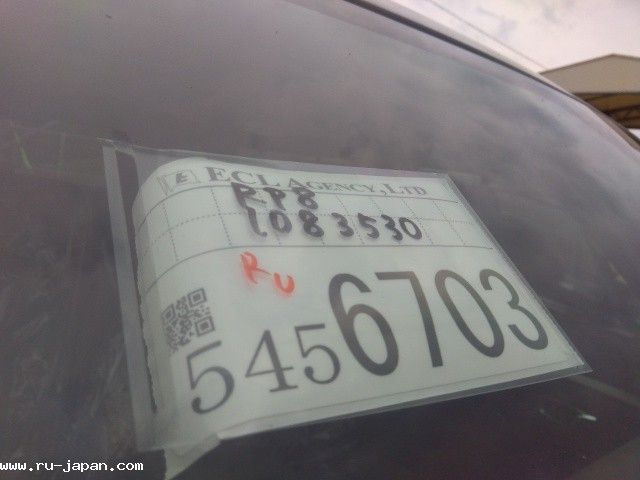 E ECL AGENCY,LTD
RP8
1083530
RU
5456703
www.ru-japan.com